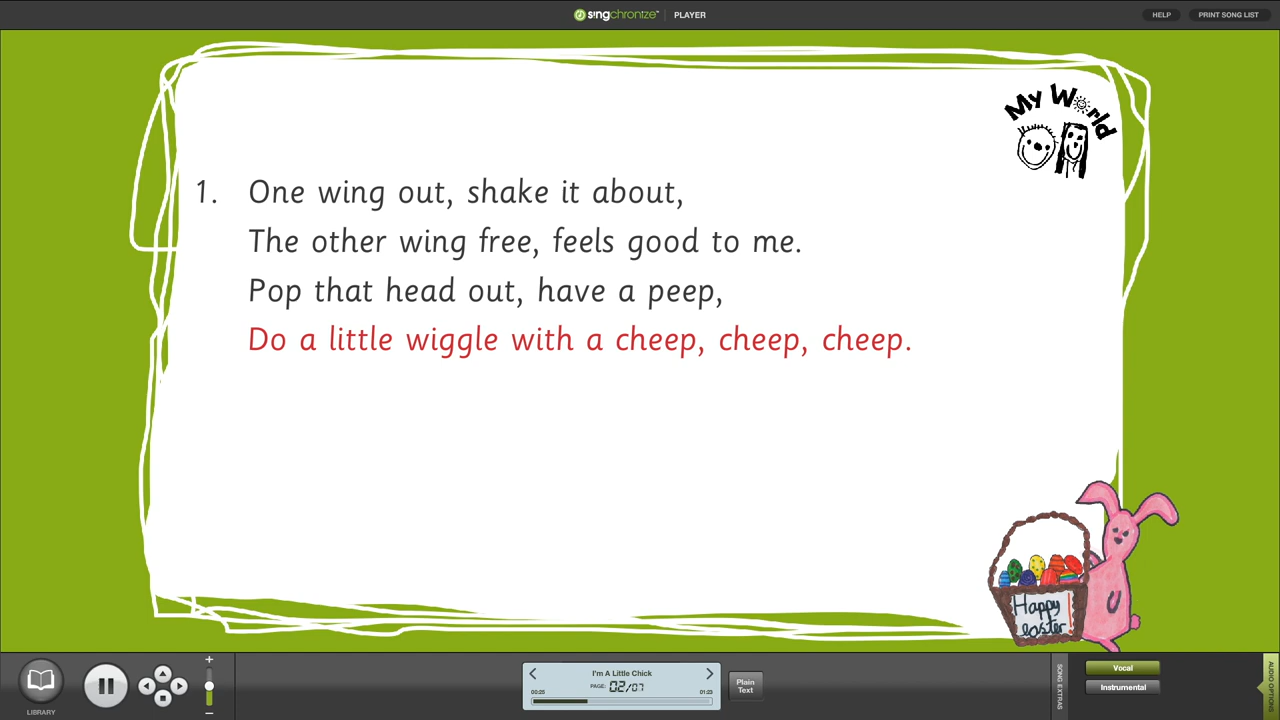 singchronize™ PLAYER
HELP
PRINT SONG LIST
My World
1. One wing out, shake it about,
The other wing free, feels good to me.
Pop that head out, have a peep,
Do a little wiggle with a cheep, cheep, cheep.
Happy
easter
LIBRARY
+
−
I'm A Little Chick
PAGE: 02/07
00:25
01:23
Plain
Text
SONG EXTRAS
Vocal
Instrumental
AUDIO OPTIONS